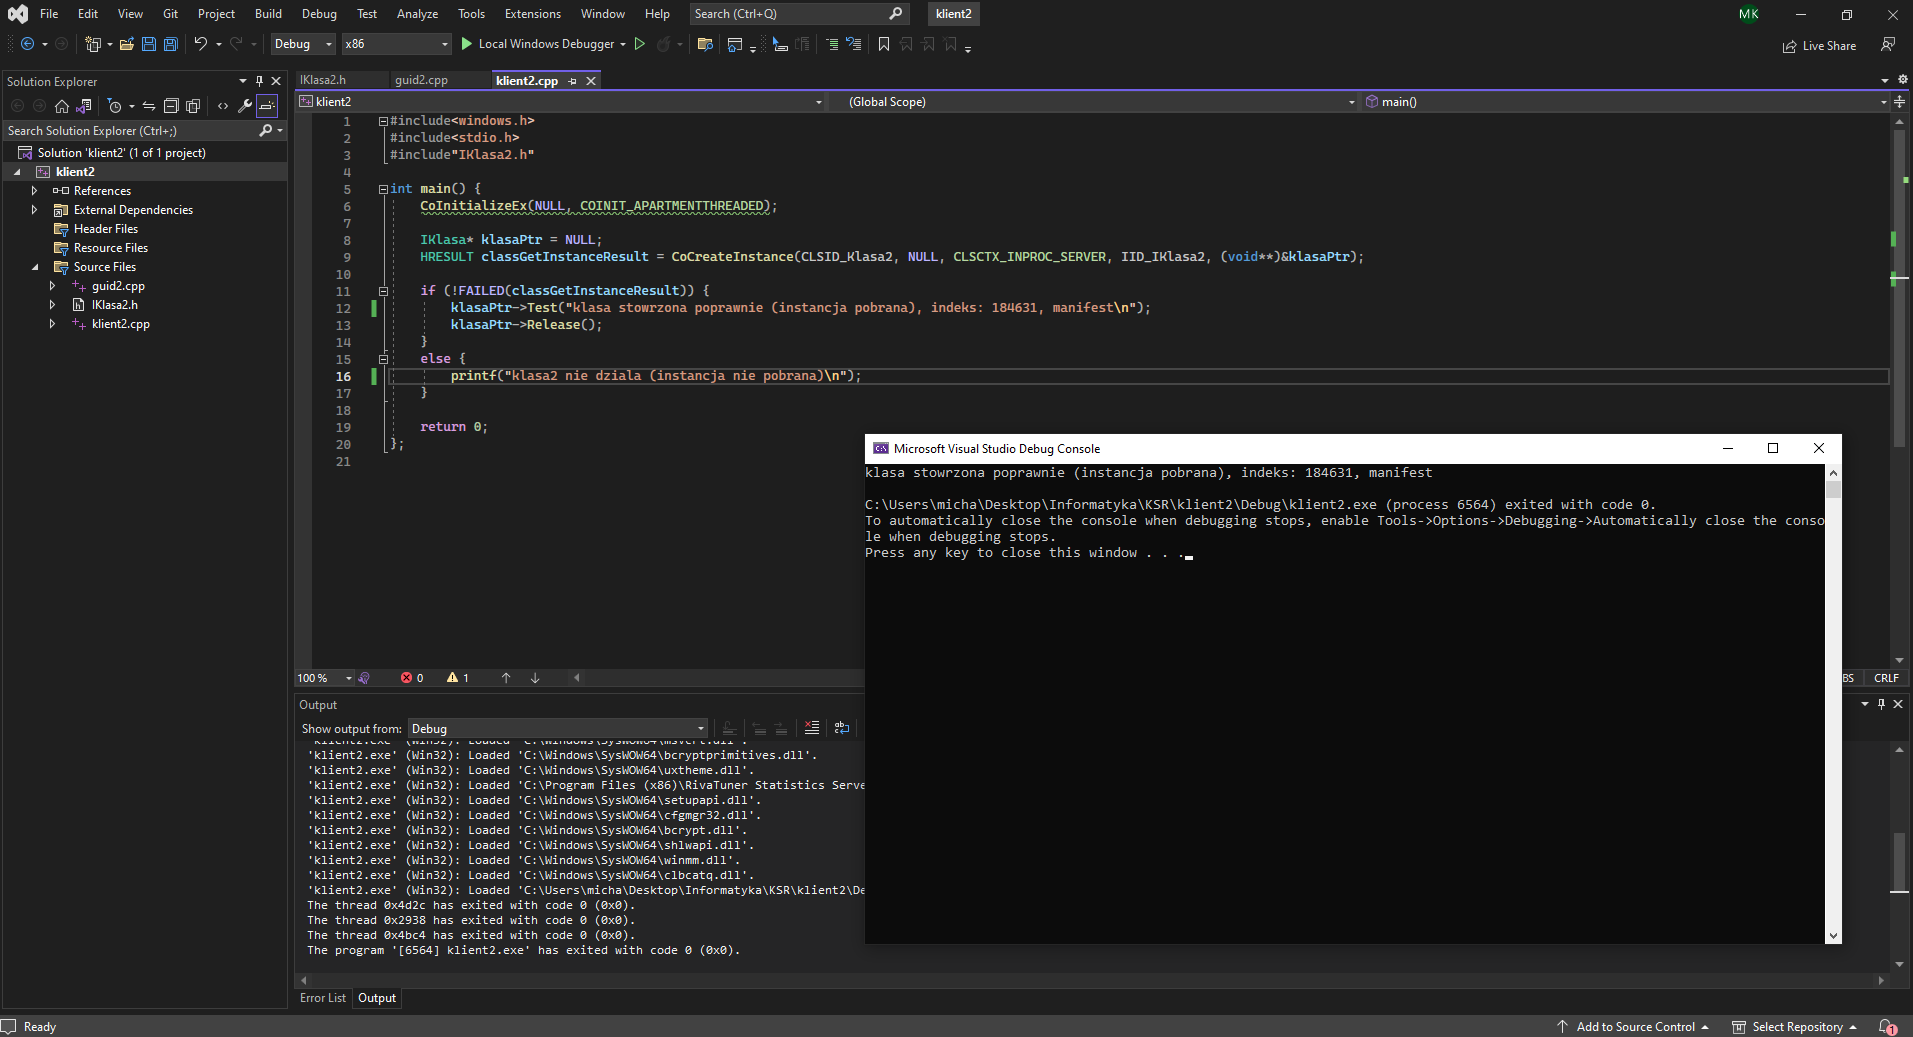 File Edit View Git Project Build Debug Test Analyze Tools Extensions Window Help Search (Ctrl+Q) klient2 MK
Debug x86 Local Windows Debugger Live Share
Solution Explorer
Search Solution Explorer (Ctrl+;)
Solution 'klient2' (1 of 1 project)
klient2
References
External Dependencies
Header Files
Resource Files
Source Files
guid2.cpp
IKlasa2.h
klient2.cpp
IKlasa2.h guid2.cpp klient2.cpp
klient2 (Global Scope) main()
1 #include<windows.h>
2 #include<stdio.h>
3 #include"IKlasa2.h"
4
5 int main() {
6 CoInitializeEx(NULL, COINIT_APARTMENTTHREADED);
7
8 IKlasa* klasaPtr = NULL;
9 HRESULT classGetInstanceResult = CoCreateInstance(CLSID_Klasa2, NULL, CLSCTX_INPROC_SERVER, IID_IKlasa2, (void**)&klasaPtr);
10
11 if (!FAILED(classGetInstanceResult)) {
12 klasaPtr->Test("klasa stowrzona poprawnie (instancja pobrana), indeks: 184631, manifest\n");
13 klasaPtr->Release();
14 }
15 else {
16 printf("klasa2 nie dziala (instancja nie pobrana)\n");
17 }
18
19 return 0;
20 };
21
Microsoft Visual Studio Debug Console
klasa stowrzona poprawnie (instancja pobrana), indeks: 184631, manifest
C:\Users\micha\Desktop\Informatyka\KSR\klient2\Debug\klient2.exe (process 6564) exited with code 0.
To automatically close the console when debugging stops, enable Tools->Options->Debugging->Automatically close the conso
le when debugging stops.
Press any key to close this window . . .
100 % 0 1 BS CRLF
Output
Show output from: Debug
'klient2.exe' (Win32): Loaded 'C:\Windows\SysWOW64\msvcrt.dll'.
'klient2.exe' (Win32): Loaded 'C:\Windows\SysWOW64\bcryptprimitives.dll'.
'klient2.exe' (Win32): Loaded 'C:\Windows\SysWOW64\uxtheme.dll'.
'klient2.exe' (Win32): Loaded 'C:\Program Files (x86)\RivaTuner Statistics Serve
'klient2.exe' (Win32): Loaded 'C:\Windows\SysWOW64\setupapi.dll'.
'klient2.exe' (Win32): Loaded 'C:\Windows\SysWOW64\cfgmgr32.dll'.
'klient2.exe' (Win32): Loaded 'C:\Windows\SysWOW64\bcrypt.dll'.
'klient2.exe' (Win32): Loaded 'C:\Windows\SysWOW64\shlwapi.dll'.
'klient2.exe' (Win32): Loaded 'C:\Windows\SysWOW64\winmm.dll'.
'klient2.exe' (Win32): Loaded 'C:\Windows\SysWOW64\clbcatq.dll'.
'klient2.exe' (Win32): Loaded 'C:\Users\micha\Desktop\Informatyka\KSR\klient2\De
The thread 0x4d2c has exited with code 0 (0x0).
The thread 0x2938 has exited with code 0 (0x0).
The thread 0x4bc4 has exited with code 0 (0x0).
The program '[6564] klient2.exe' has exited with code 0 (0x0).
Error List Output
Ready Add to Source Control Select Repository 1